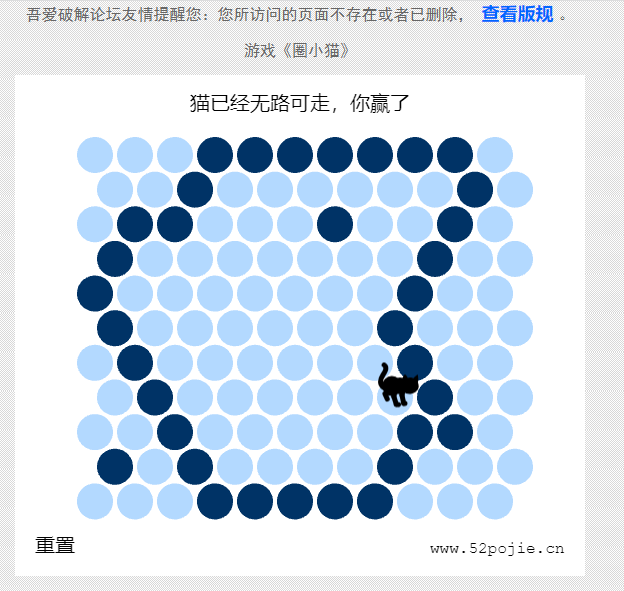 吾爱破解论坛友情提醒您：您所访问的页面不存在或者已删除， 查看版规 。
游戏《圈小猫》
猫已经无路可走，你赢了
重置
www.52pojie.cn